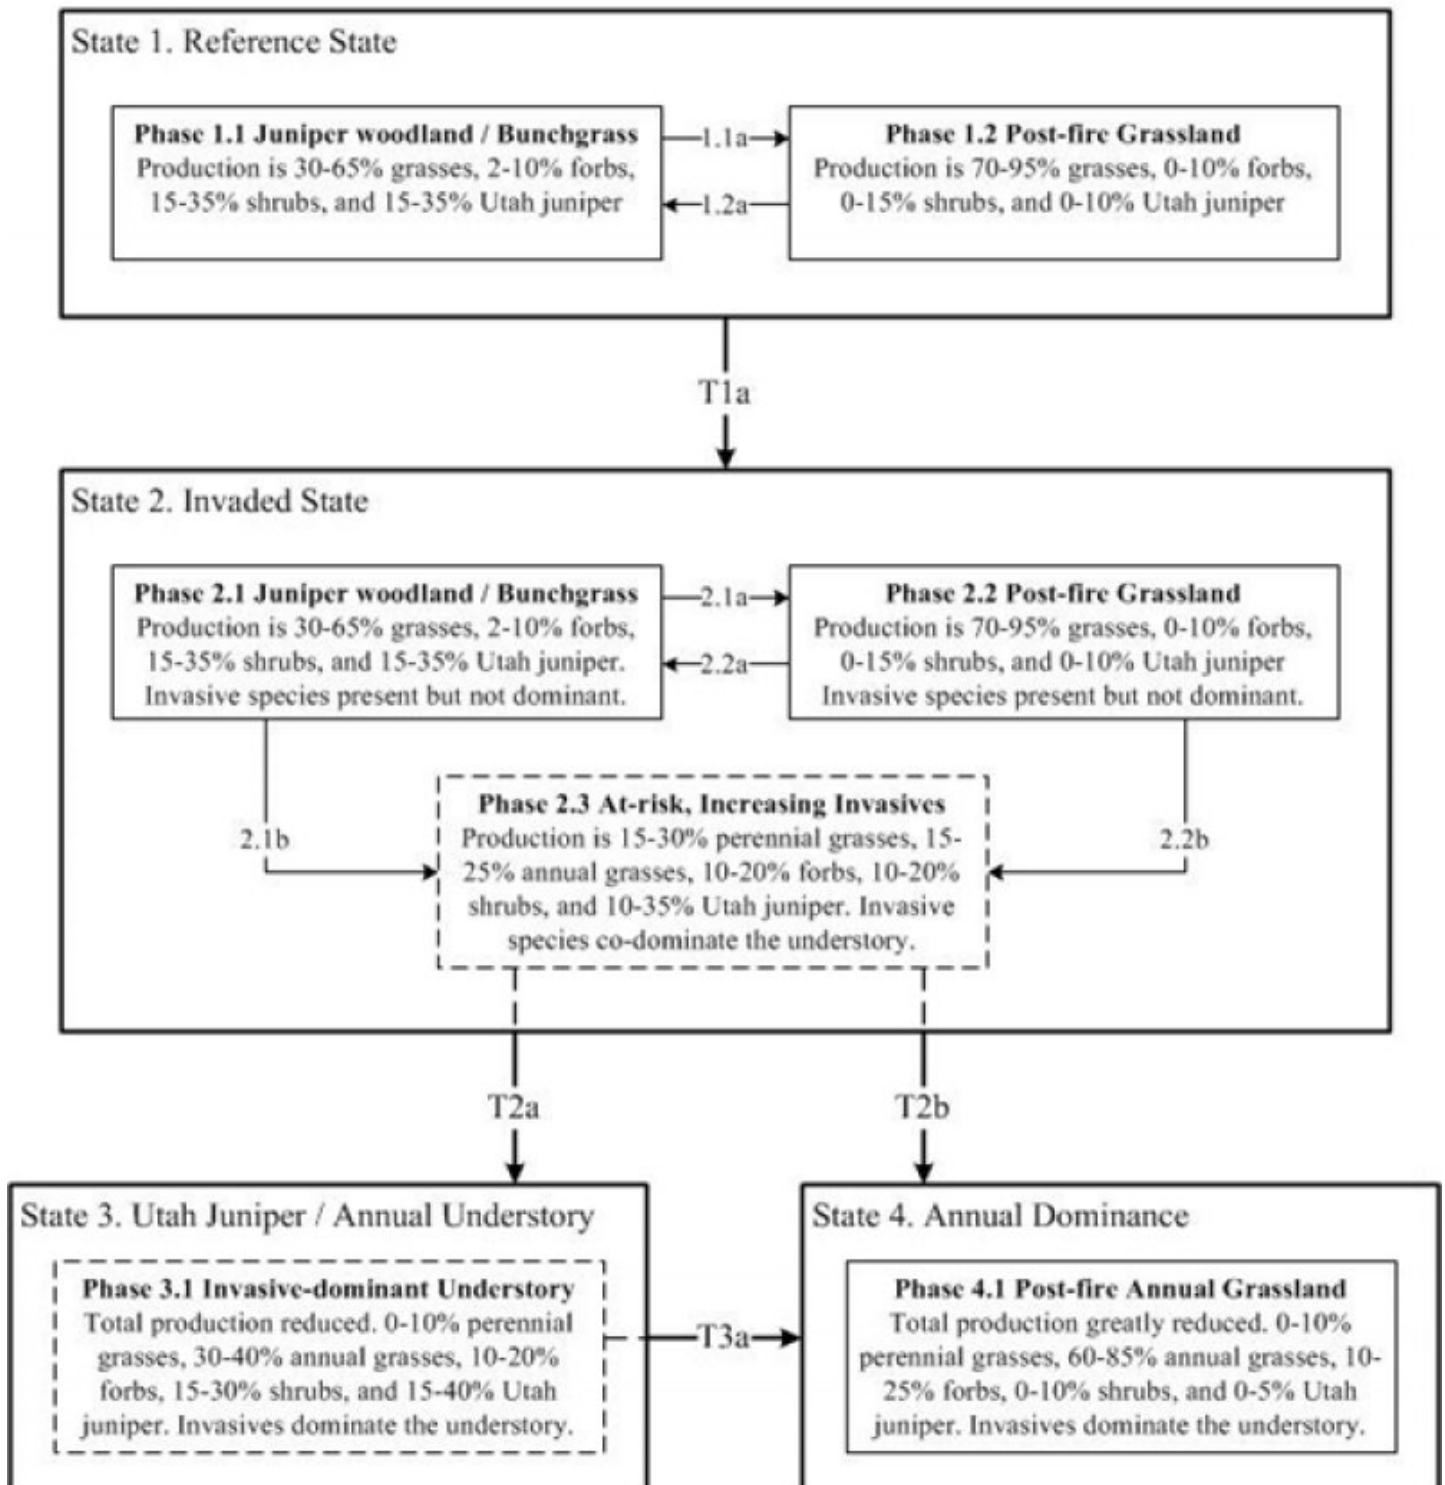 State 1. Reference State
Phase 1.1 Juniper woodland / Bunchgrass
Production is 30-65% grasses, 2-10% forbs,
15-35% shrubs, and 15-35% Utah juniper
1.1a
1.2a
Phase 1.2 Post-fire Grassland
Production is 70-95% grasses, 0-10% forbs,
0-15% shrubs, and 0-10% Utah juniper
T1a
State 2. Invaded State
Phase 2.1 Juniper woodland / Bunchgrass
Production is 30-65% grasses, 2-10% forbs,
15-35% shrubs, and 15-35% Utah juniper.
Invasive species present but not dominant.
2.1a
2.2a
Phase 2.2 Post-fire Grassland
Production is 70-95% grasses, 0-10% forbs,
0-15% shrubs, and 0-10% Utah juniper
Invasive species present but not dominant.
2.1b
Phase 2.3 At-risk, Increasing Invasives
Production is 15-30% perennial grasses, 15-
25% annual grasses, 10-20% forbs, 10-20%
shrubs, and 10-35% Utah juniper. Invasive
species co-dominate the understory.
2.2b
T2a
T2b
State 3. Utah Juniper / Annual Understory
Phase 3.1 Invasive-dominant Understory
Total production reduced. 0-10% perennial
grasses, 30-40% annual grasses, 10-20%
forbs, 15-30% shrubs, and 15-40% Utah
juniper. Invasives dominate the understory.
T3a
State 4. Annual Dominance
Phase 4.1 Post-fire Annual Grassland
Total production greatly reduced. 0-10%
perennial grasses, 60-85% annual grasses, 10-
25% forbs, 0-10% shrubs, and 0-5% Utah
juniper. Invasives dominate the understory.